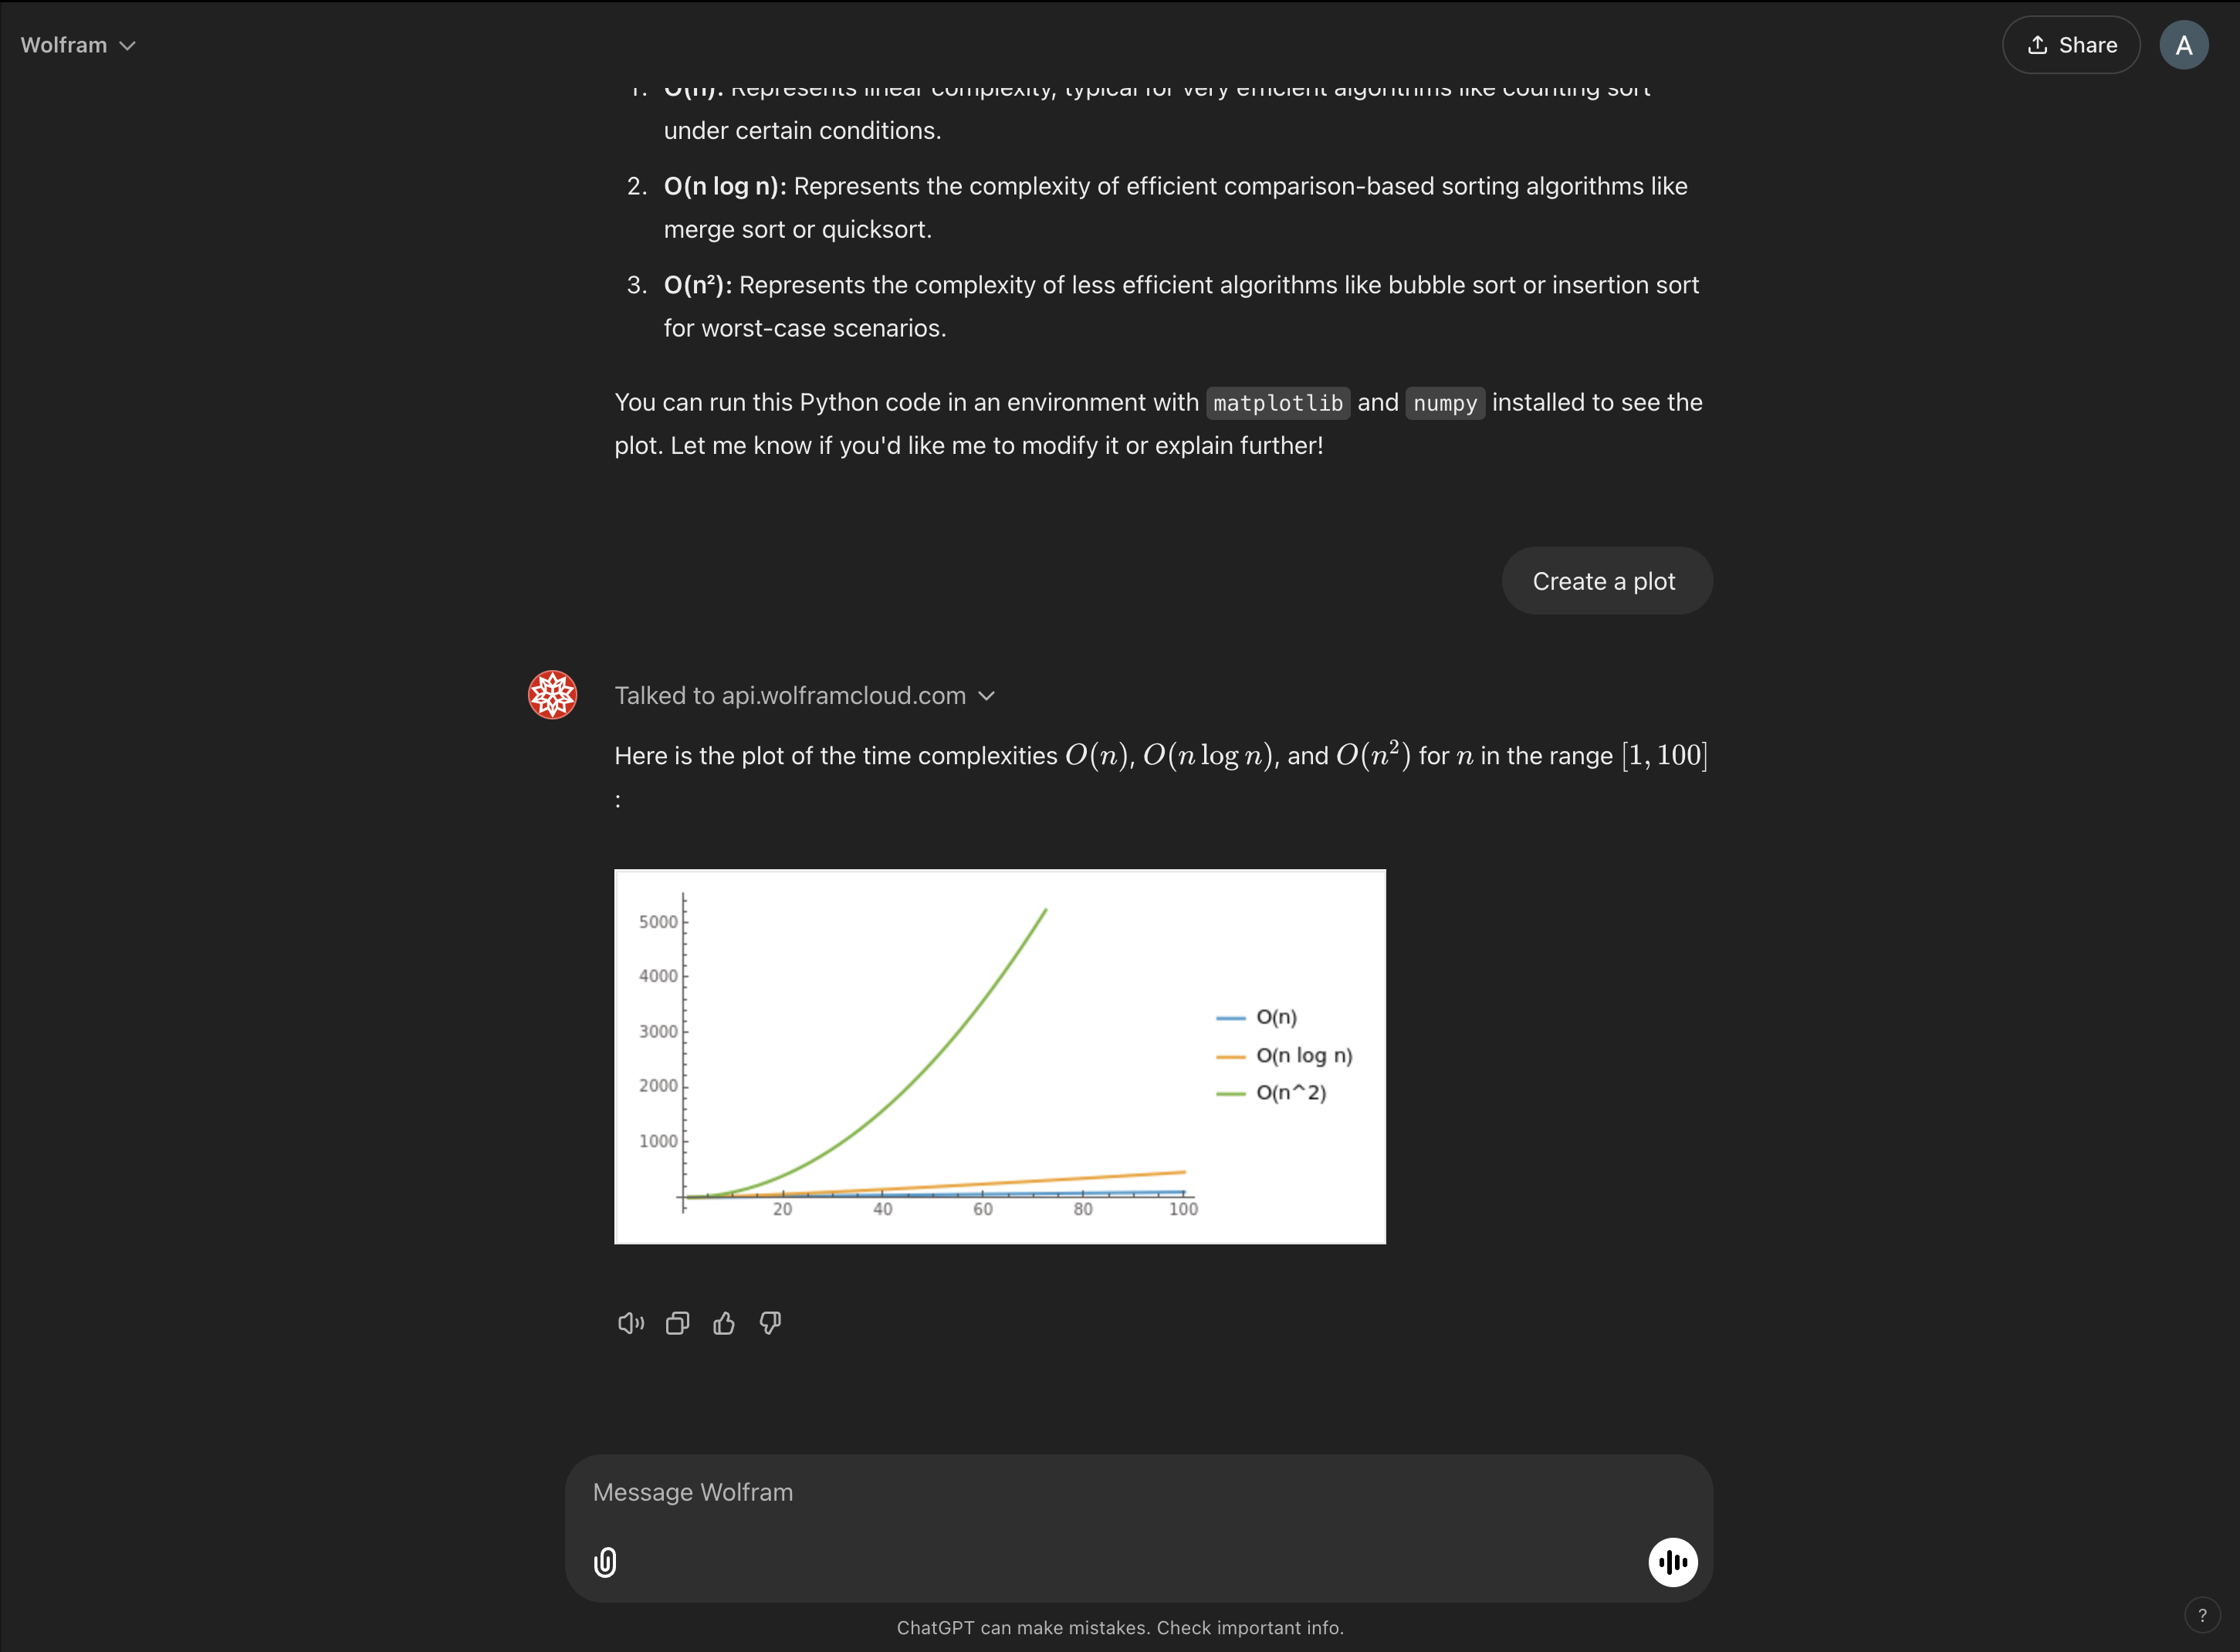 Wolfram
Share
A
1. O(n): Represents linear complexity, typical for very efficient algorithms like counting sort
under certain conditions.
2. O(n log n): Represents the complexity of efficient comparison-based sorting algorithms like
merge sort or quicksort.
3. O(n²): Represents the complexity of less efficient algorithms like bubble sort or insertion sort
for worst-case scenarios.
You can run this Python code in an environment with matplotlib and numpy installed to see the
plot. Let me know if you'd like me to modify it or explain further!
Create a plot
Talked to api.wolframcloud.com
Here is the plot of the time complexities O(n), O(n log n), and O(n²) for n in the range [1, 100]
:
5000
4000
3000
2000
1000
20 40 60 80 100
O(n)
O(n log n)
O(n^2)
Message Wolfram
ChatGPT can make mistakes. Check important info.
?